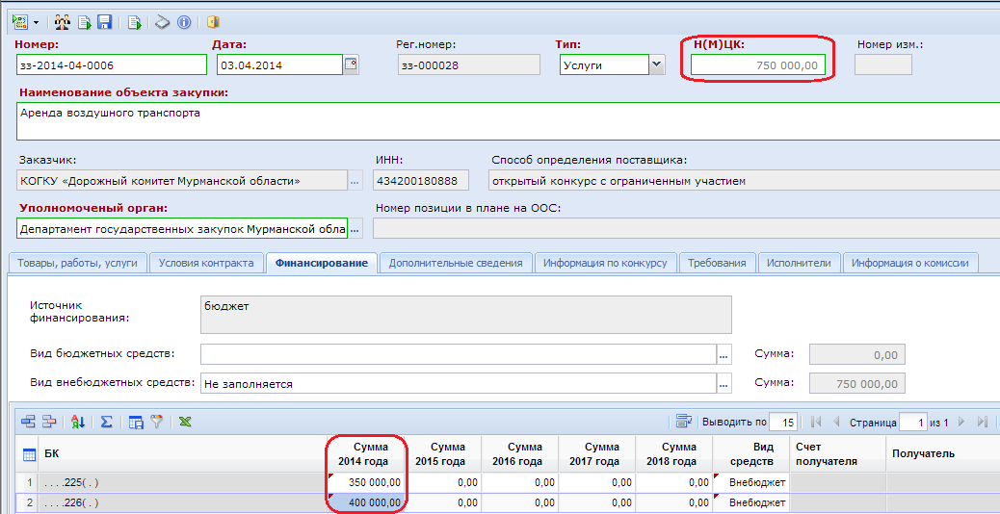 Номер: Дата: Рег.номер: Тип: Н(М)ЦК: Номер изм.:
зз-2014-04-0006 03.04.2014 зз-000028 Услуги 750 000,00
Наименование объекта закупки:
Аренда воздушного транспорта
Заказчик: ИНН: Способ определения поставщика:
КОГКУ «Дорожный комитет Мурманской области» ... 434200180888 открытый конкурс с ограниченным участием
Уполномоченый орган: Номер позиции в плане на ООС:
Департамент государственных закупок Мурманской обла ...
Товары, работы, услуги Условия контракта Финансирование Дополнительные сведения Информация по конкурсу Требования Исполнители Информация о комиссии
Источник
финансирования: бюджет
Вид бюджетных средств: ... Сумма: 0,00
Вид внебюджетных средств: Не заполняется ... Сумма: 750 000,00
Выводить по 15 Страница 1 из 1
БК Сумма 2014 года Сумма 2015 года Сумма 2016 года Сумма 2017 года Сумма 2018 года Вид средств Счет получателя Получатель
1 . . . .225( . ) 350 000,00 0,00 0,00 0,00 0,00 Внебюджет
2 . . . .226( . ) 400 000,00 0,00 0,00 0,00 0,00 Внебюджет